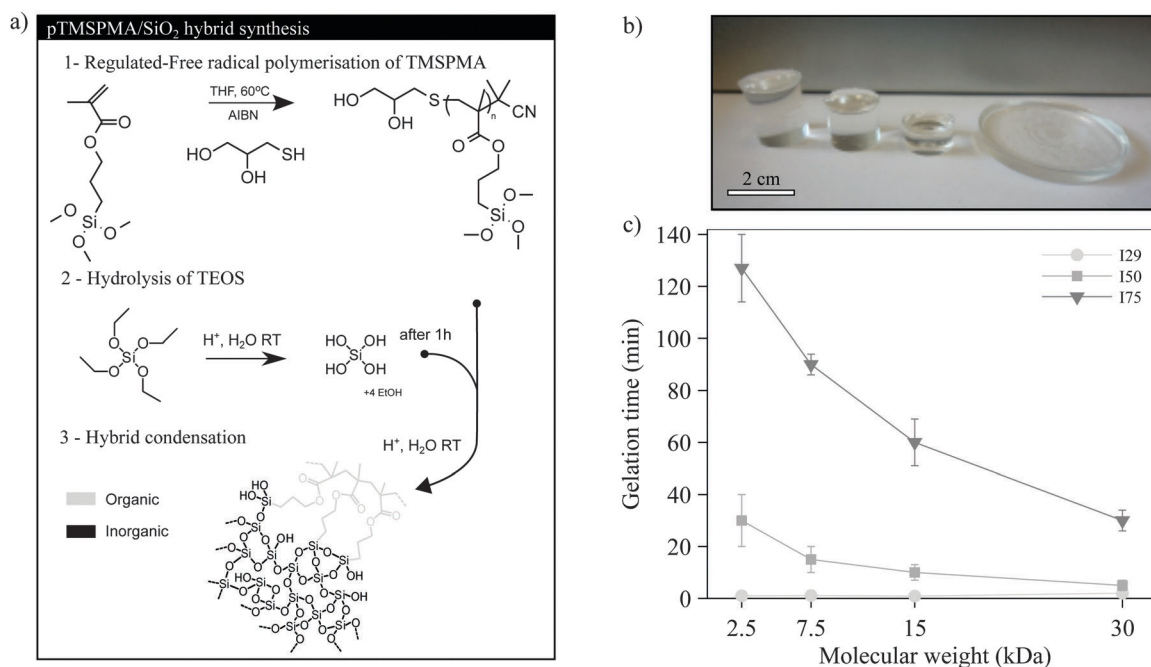 a)
pTMSPMA/SiO₂ hybrid synthesis
1- Regulated-Free radical polymerisation of TMSPMA
THF, 60ºC
AIBN
HO
OH
SH
HO
OH
S
n
CN
O
O
Si
O
O
O
O
O
Si
O
O
O
2 - Hydrolysis of TEOS
O
O
Si
O
O
H⁺, H₂O RT
HO OH
Si
HO OH
+4 EtOH
after 1h
3 - Hybrid condensation
H⁺, H₂O RT
Organic
Inorganic
b)
2 cm
c)
Gelation time (min)
140
120
100
80
60
40
20
0
I29
I50
I75
2.5 7.5 15 30
Molecular weight (kDa)